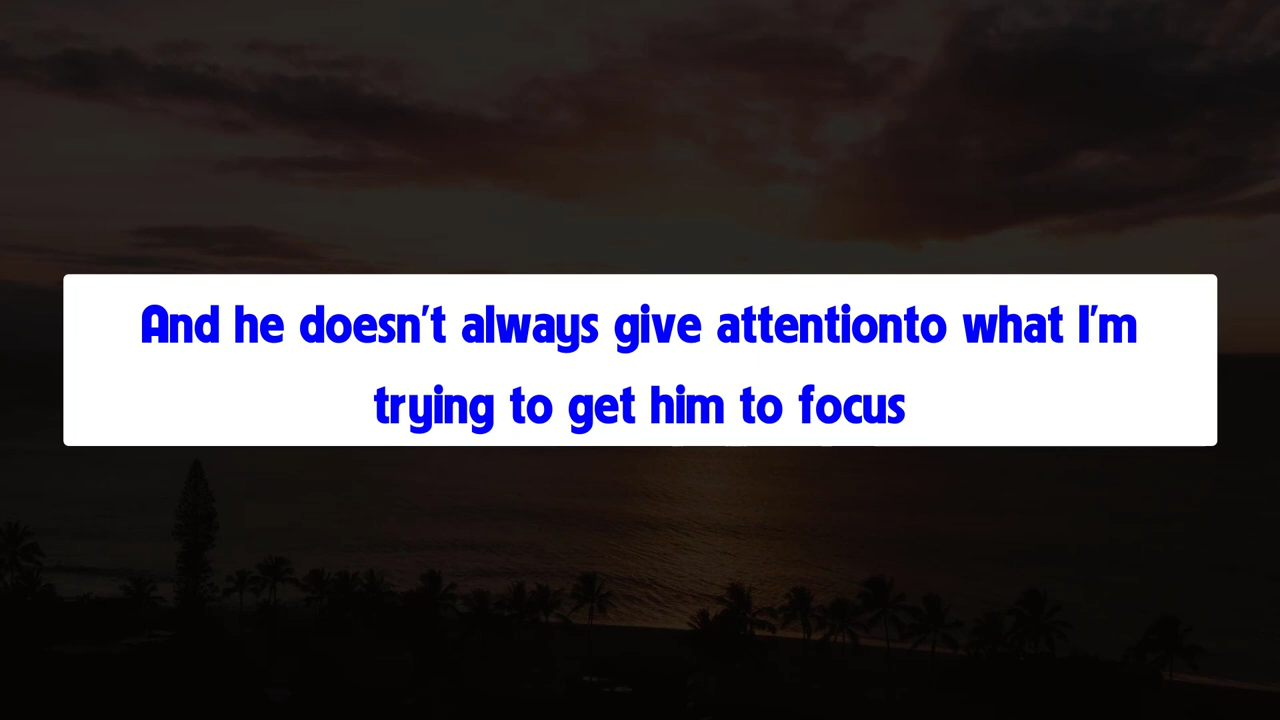 And he doesn't always give attentionto what I'm
trying to get him to focus